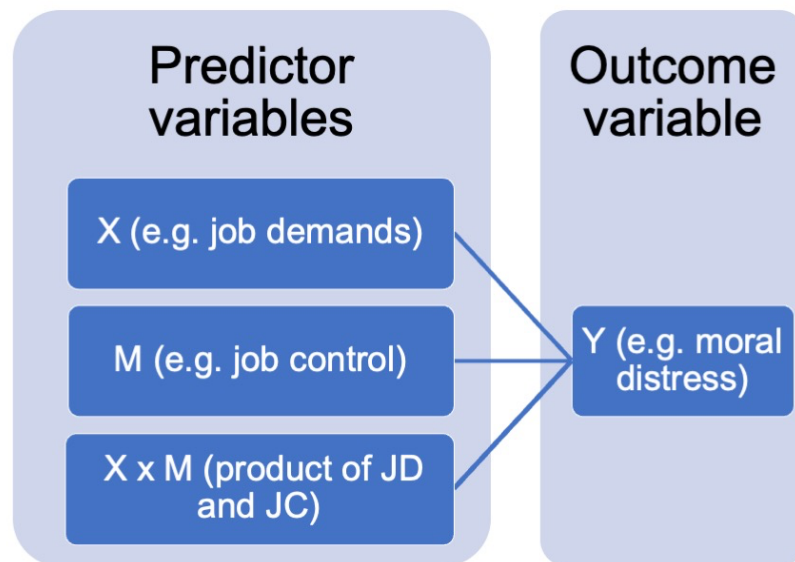 Predictor
variables
Outcome
variable
X (e.g. job demands)
M (e.g. job control)
X x M (product of JD
and JC)
Y (e.g. moral
distress)